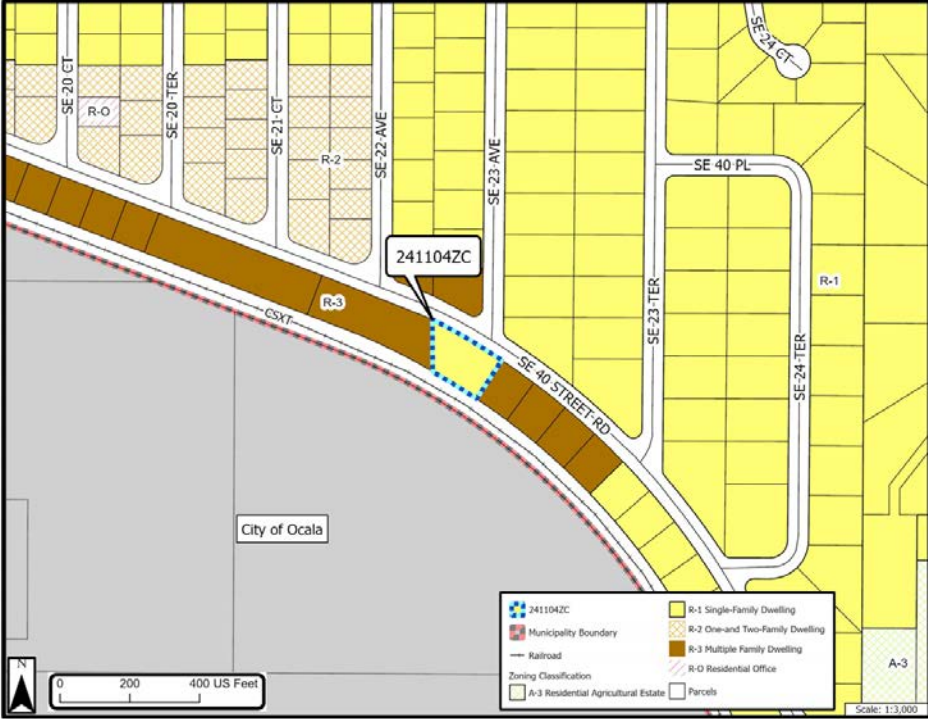 SE-24 CT
SE-20 CT
R-O
SE-20-TER
SE-21-CT
R-2
SE-22-AVE
SE-23-AVE
SE 40 PL
241104ZC
R-3
CSXT
SE-23-TER
R-1
SE 40 STREET-RD
SE-24-TER
City of Ocala
A-3
241104ZC
Municipality Boundary
Railroad
Zoning Classification
A-3 Residential Agricultural Estate
R-1 Single-Family Dwelling
R-2 One-and Two-Family Dwelling
R-3 Multiple Family Dwelling
R-O Residential Office
Parcels
N
0 200 400 US Feet
Scale: 1:3,000